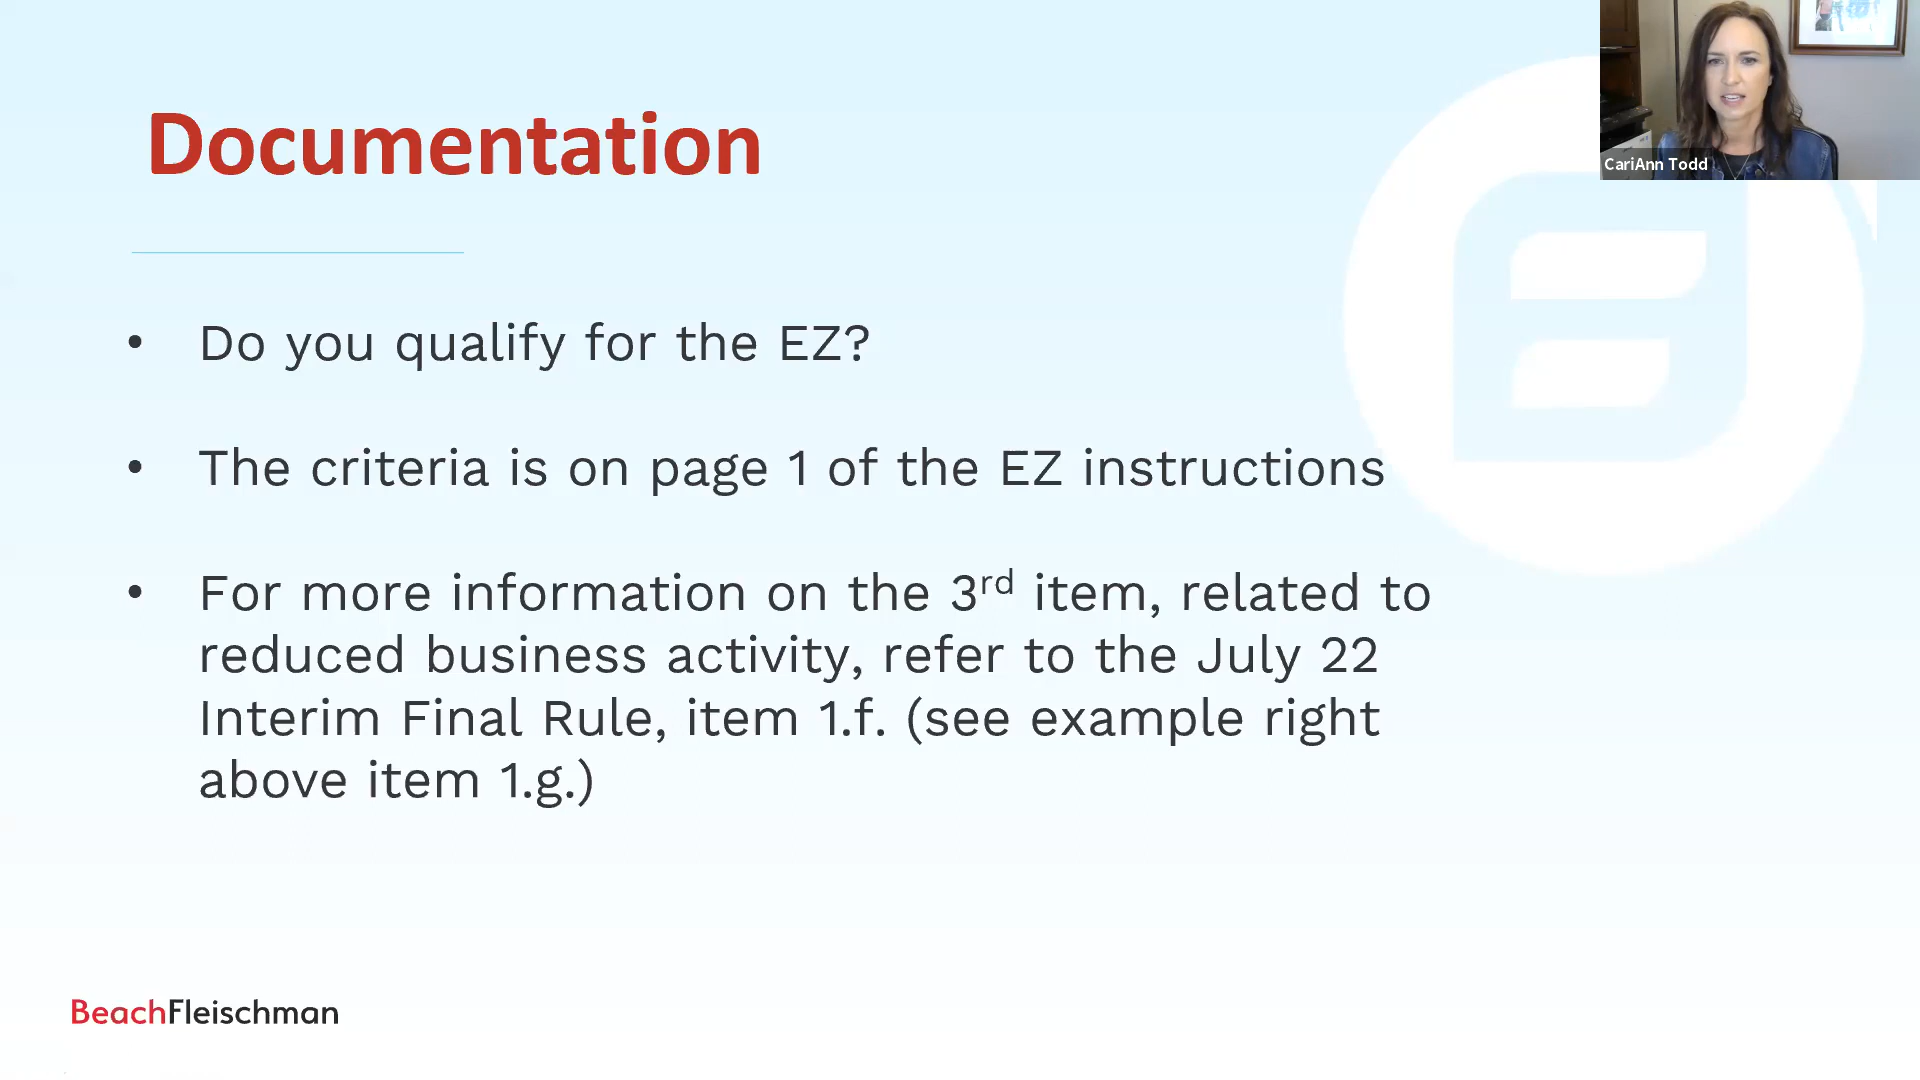 Documentation
CariAnn Todd
• Do you qualify for the EZ?
• The criteria is on page 1 of the EZ instructions
• For more information on the 3rd item, related to
reduced business activity, refer to the July 22
Interim Final Rule, item 1.f. (see example right
above item 1.g.)
BeachFleischman